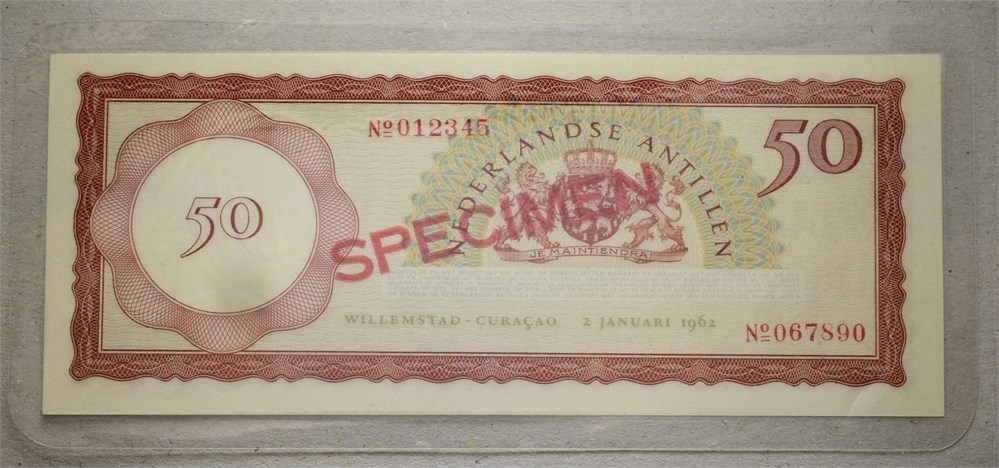 Nº012345
NEDERLANDSE ANTILLEN
50
50
SPECIMEN
JE MAINTIENDRAI
WILLEMSTAD - CURAÇAO 2 JANUARI 1962
Nº067890